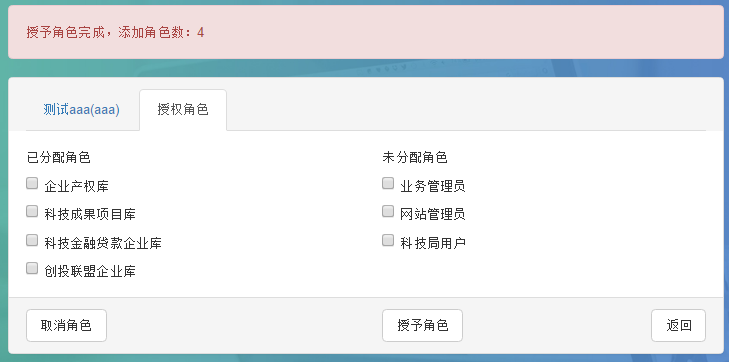 授予角色完成，添加角色数：4
测试aaa(aaa) 授权角色
已分配角色 未分配角色
企业产权库 业务管理员
科技成果项目库 网站管理员
科技金融贷款企业库 科技局用户
创投联盟企业库
取消角色 授予角色 返回